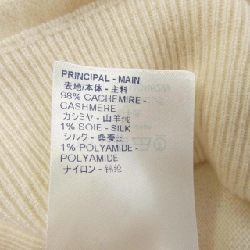 PRINCIPAL - MAIN
表地/本体 - 主料
98% CACHEMIRE -
CASHMERE
カシミヤ - 山羊绒
1% SOIE - SILK
シルク - 桑蚕丝
1% POLYAMIDE -
POLYAMIDE
ナイロン - 锦纶